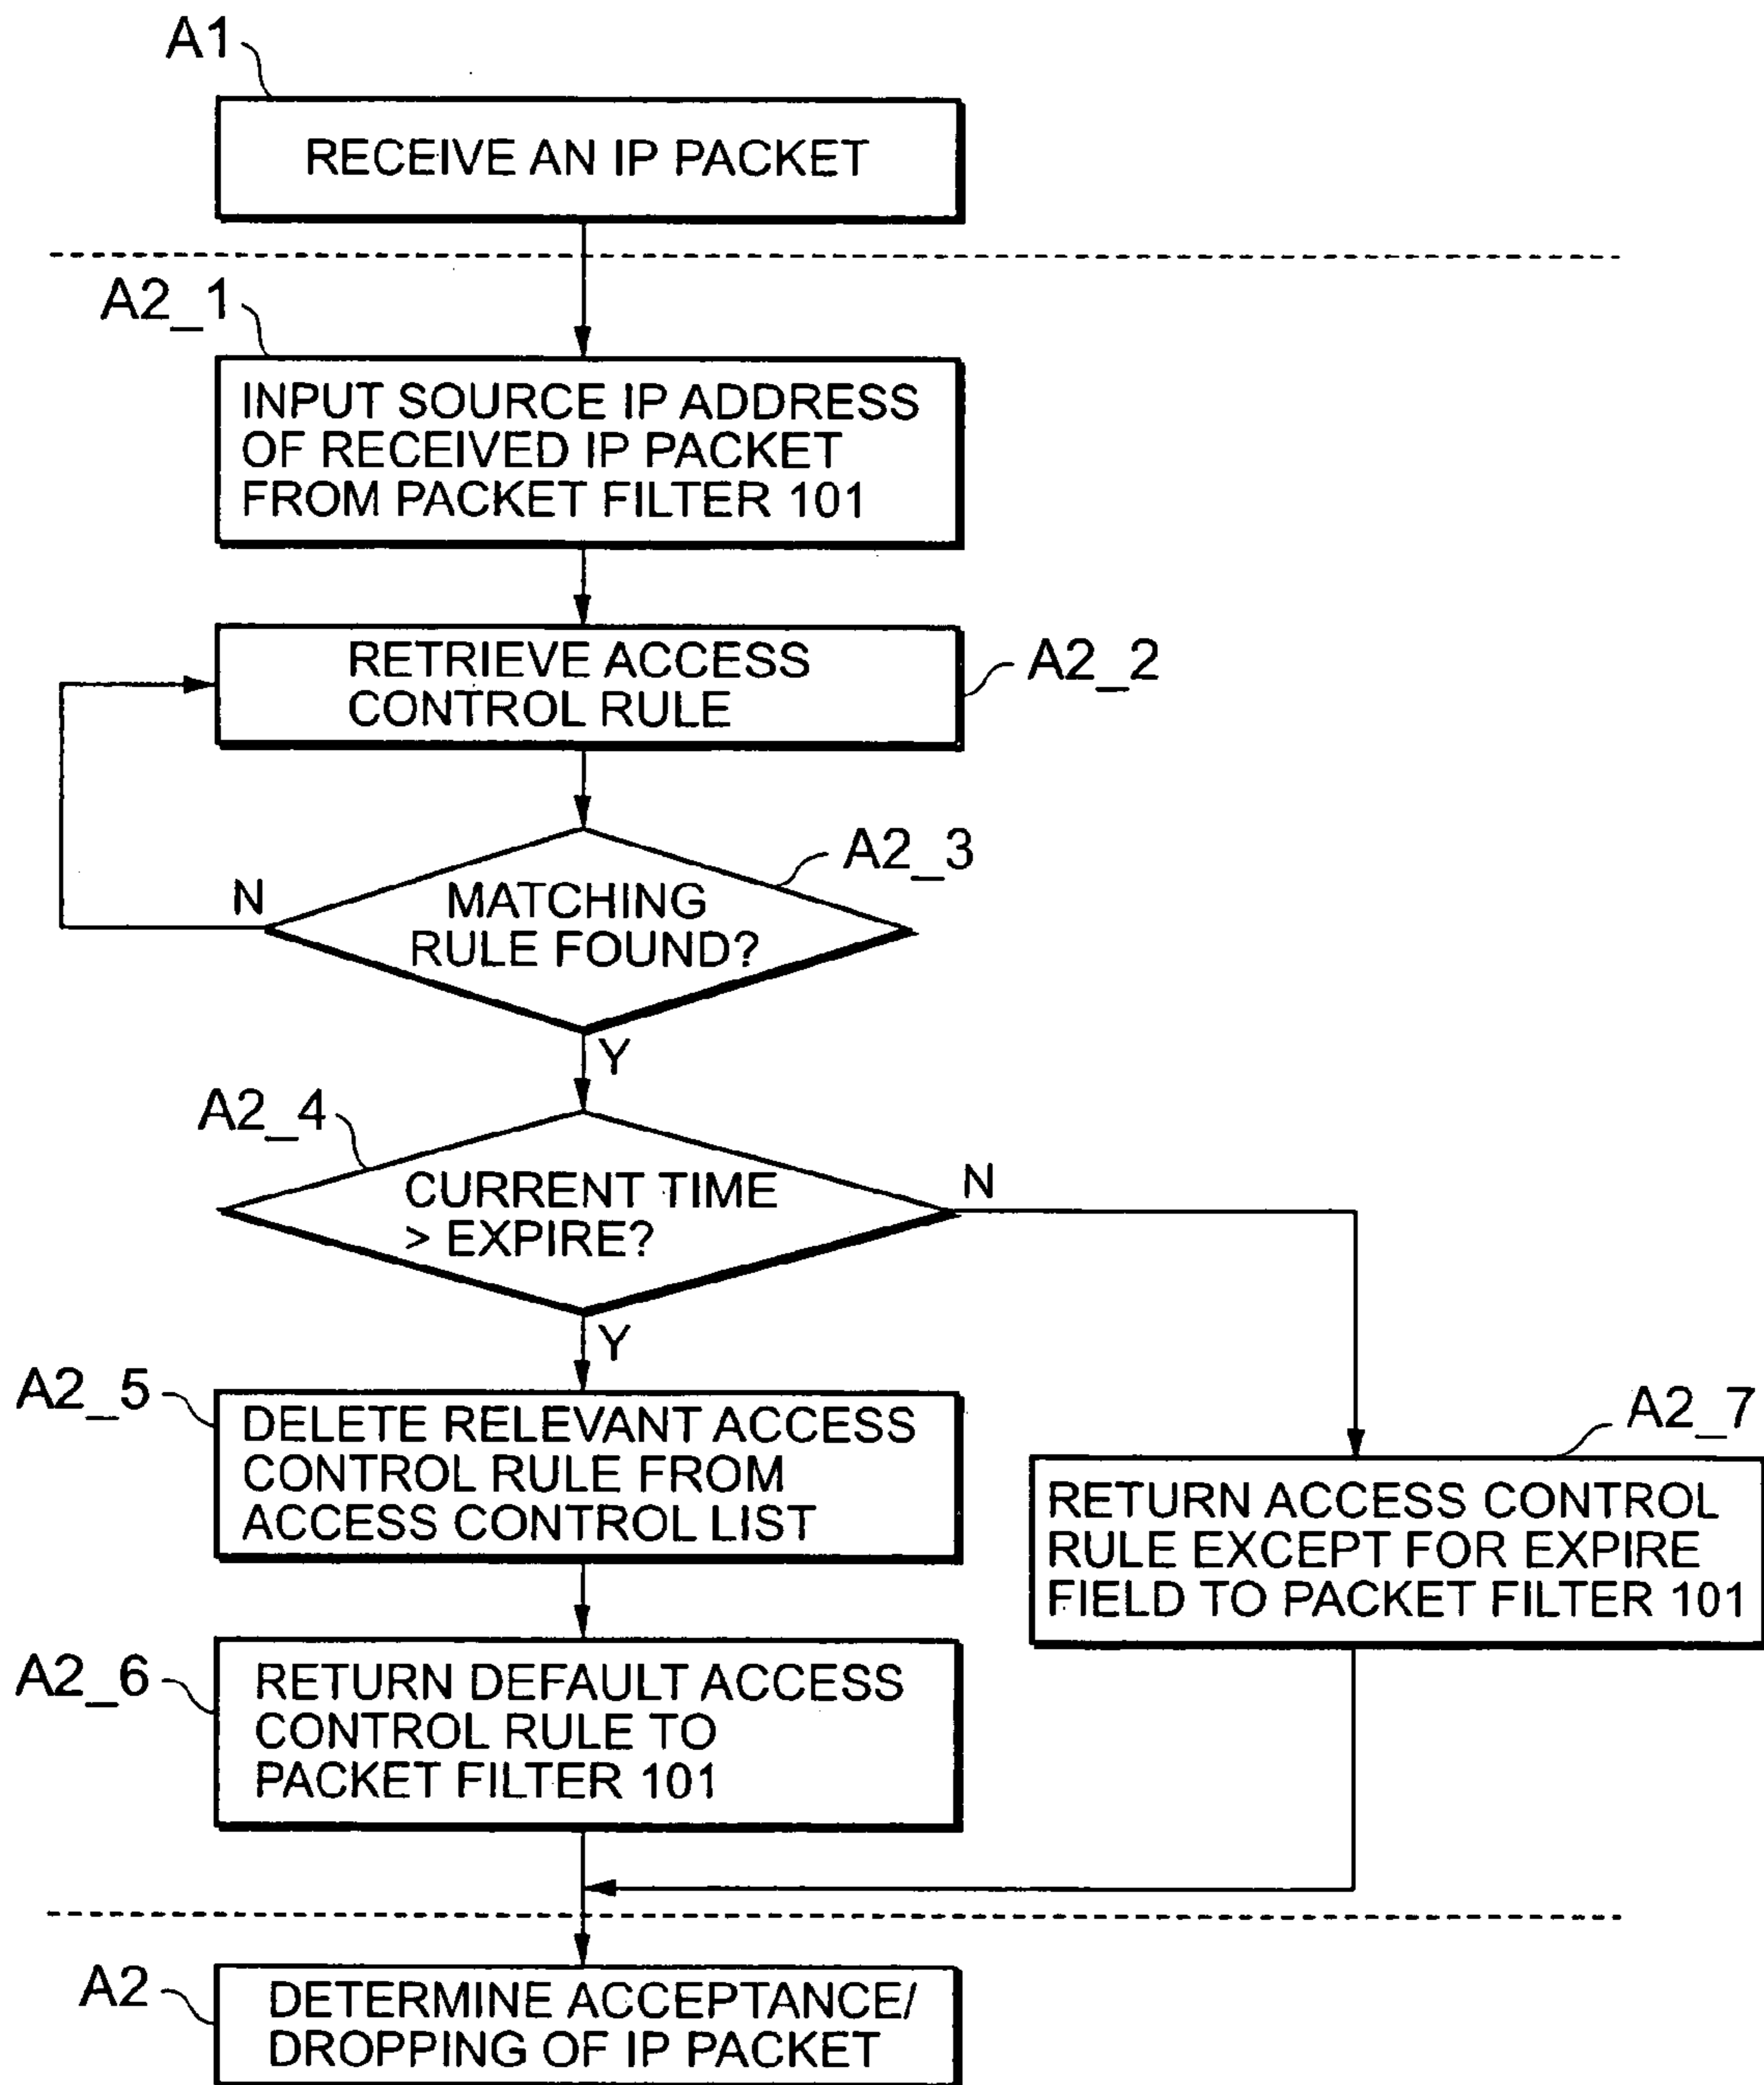 A1
RECEIVE AN IP PACKET
A2_1
INPUT SOURCE IP ADDRESS
OF RECEIVED IP PACKET
FROM PACKET FILTER 101
RETRIEVE ACCESS
CONTROL RULE
A2_2
A2_3
N
MATCHING
RULE FOUND?
Y
A2_4
CURRENT TIME
> EXPIRE?
N
Y
A2_5
DELETE RELEVANT ACCESS
CONTROL RULE FROM
ACCESS CONTROL LIST
A2_7
RETURN ACCESS CONTROL
RULE EXCEPT FOR EXPIRE
FIELD TO PACKET FILTER 101
A2_6
RETURN DEFAULT ACCESS
CONTROL RULE TO
PACKET FILTER 101
A2
DETERMINE ACCEPTANCE/
DROPPING OF IP PACKET